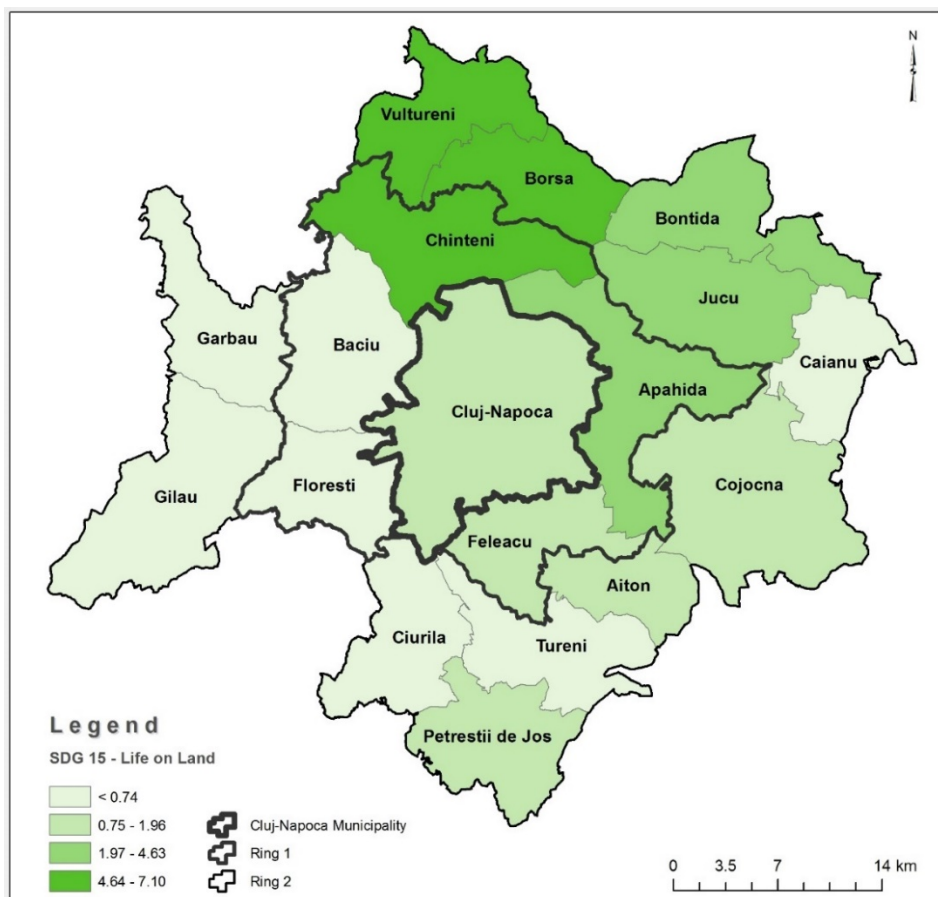 N
Vultureni
Borsa
Bontida
Chinteni
Jucu
Garbau
Baciu
Caianu
Apahida
Cluj-Napoca
Gilau
Floresti
Cojocna
Feleacu
Aiton
Ciurila
Tureni
Petrestii de Jos
Legend
SDG 15 - Life on Land
< 0.74
0.75 - 1.96
1.97 - 4.63
4.64 - 7.10
Cluj-Napoca Municipality
Ring 1
Ring 2
0 3.5 7 14 km